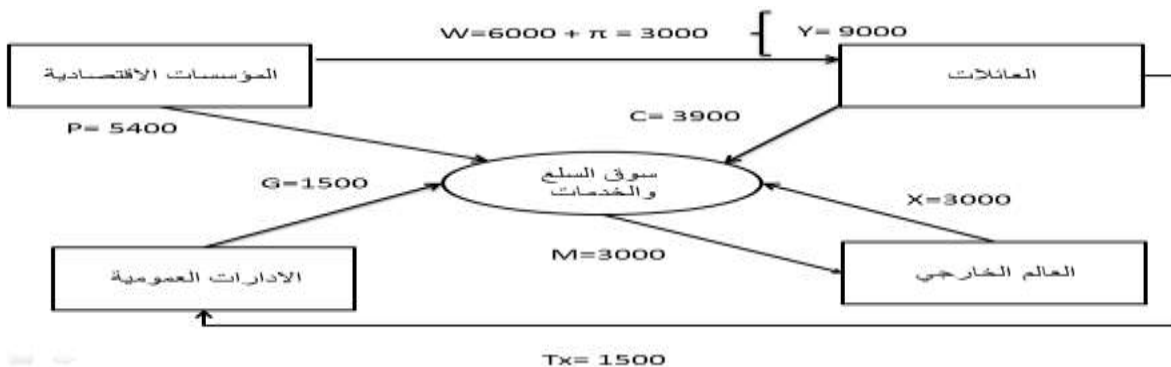 W=6000 + π = 3000
Y= 9000
المؤسسات الاقتصادية
العائلات
P= 5400
C= 3900
سوق السلع
والخدمات
G=1500
X=3000
M=3000
الادارات العمومية
العالم الخارجي
Tx= 1500